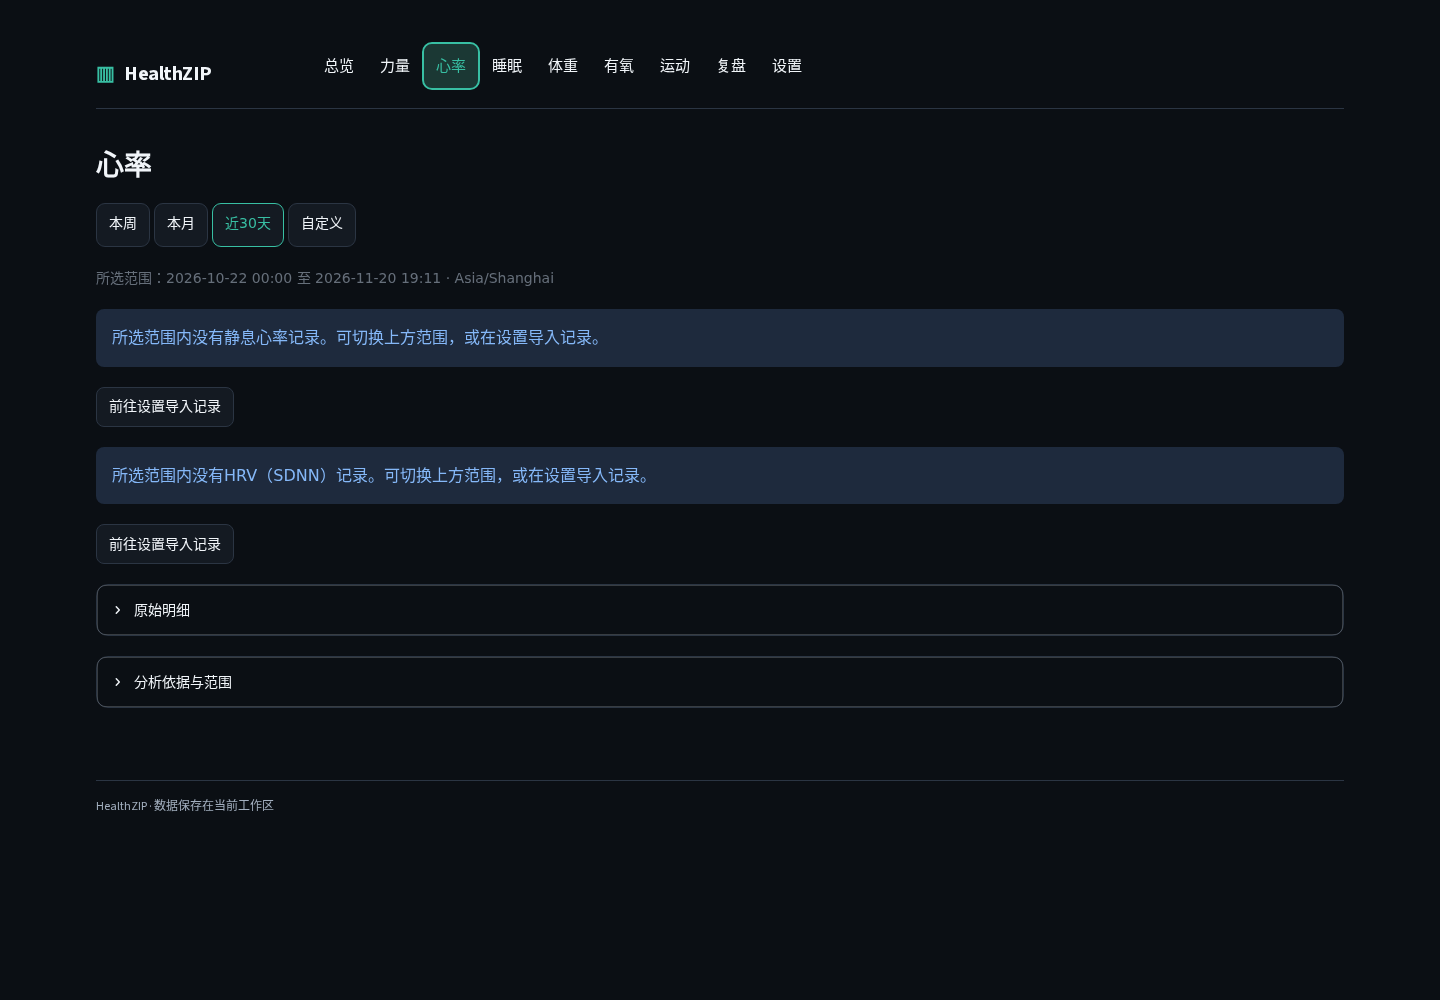 HealthZIP
总览 力量 心率 睡眠 体重 有氧 运动 复盘 设置
心率
本周 本月 近30天 自定义
所选范围：2026-10-22 00:00 至 2026-11-20 19:11 · Asia/Shanghai
所选范围内没有静息心率记录。可切换上方范围，或在设置导入记录。
前往设置导入记录
所选范围内没有HRV（SDNN）记录。可切换上方范围，或在设置导入记录。
前往设置导入记录
原始明细
分析依据与范围
HealthZIP · 数据保存在当前工作区